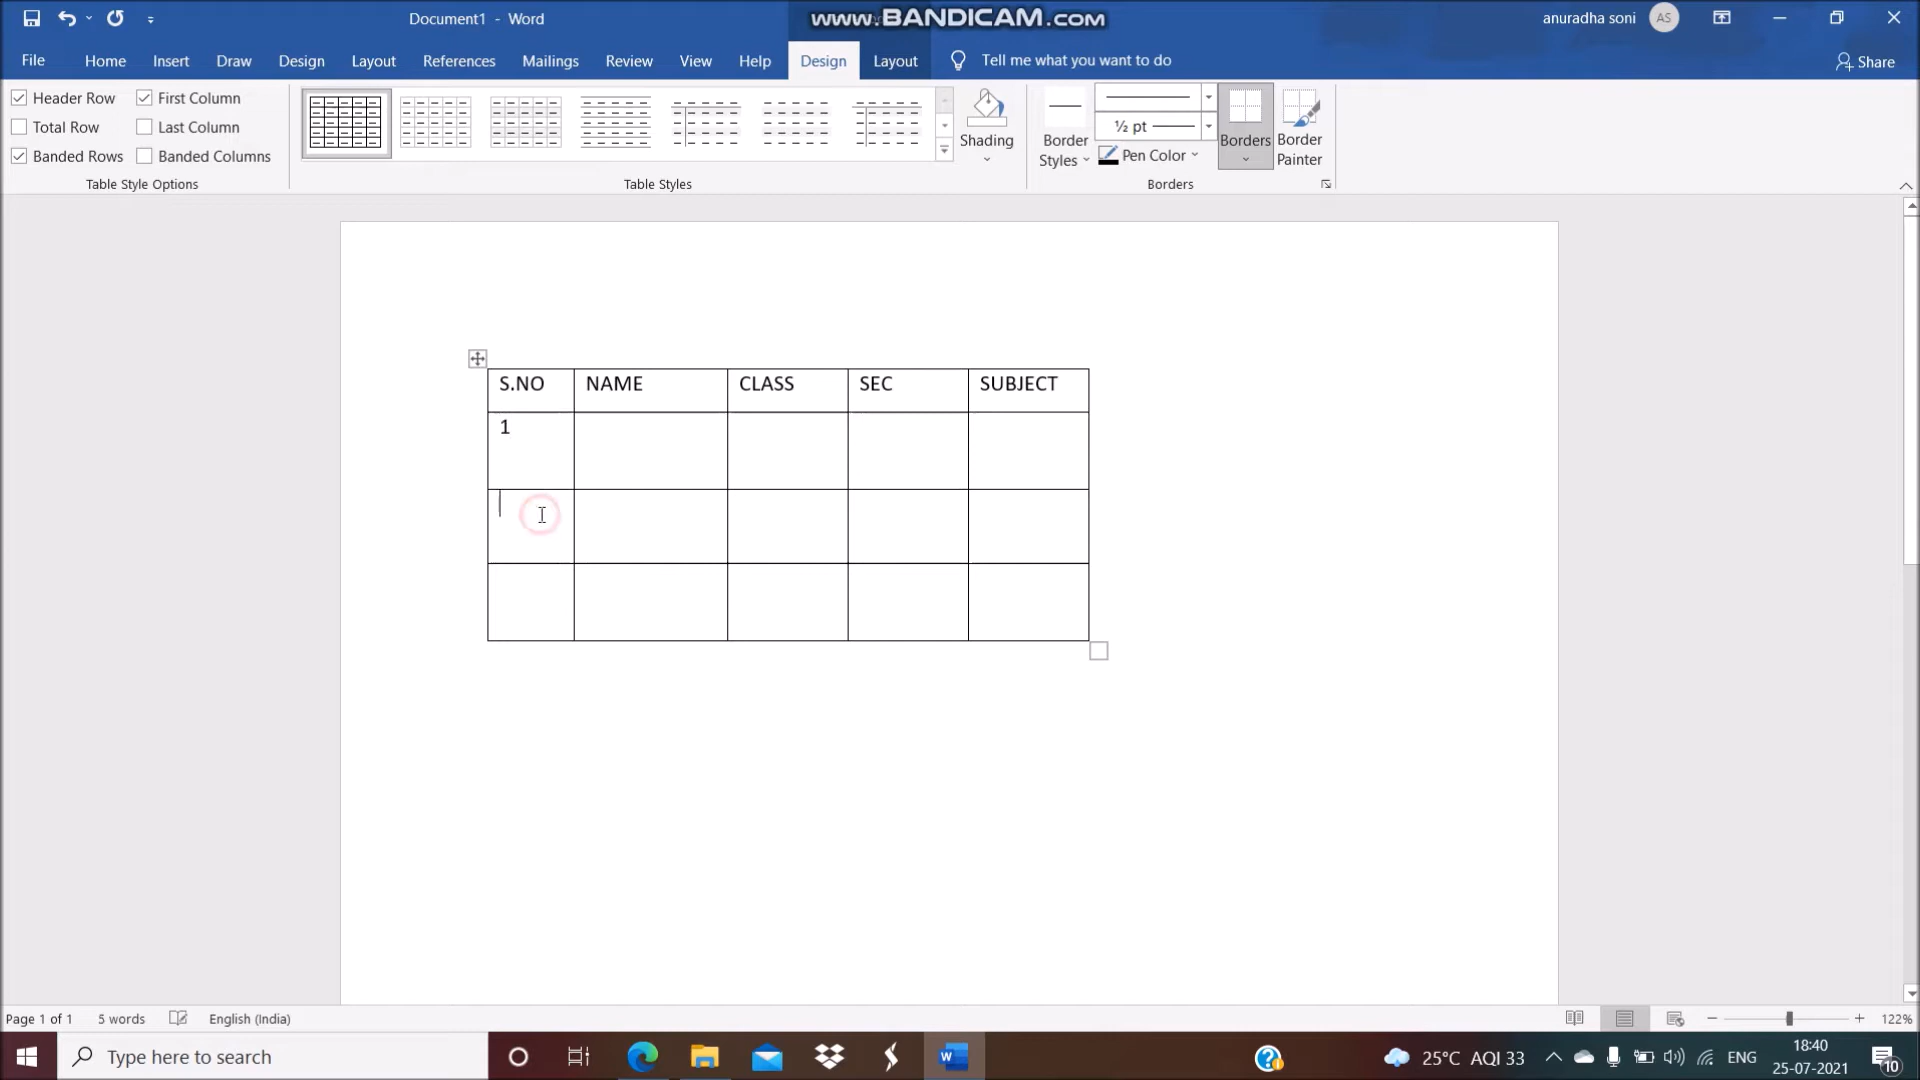 Document1 - Word
www.BANDICAM.com
anuradha soni
AS
File
Home
Insert
Draw
Design
Layout
References
Mailings
Review
View
Help
Design
Layout
Tell me what you want to do
Share
Header Row
First Column
Total Row
Last Column
Banded Rows
Banded Columns
Table Style Options
Table Styles
Shading
Border Styles
½ pt
Pen Color
Borders
Border Painter
Borders
S.NO NAME CLASS SEC SUBJECT
1
Page 1 of 1
5 words
English (India)
122%
Type here to search
25°C AQI 33
ENG
18:40
25-07-2021
10